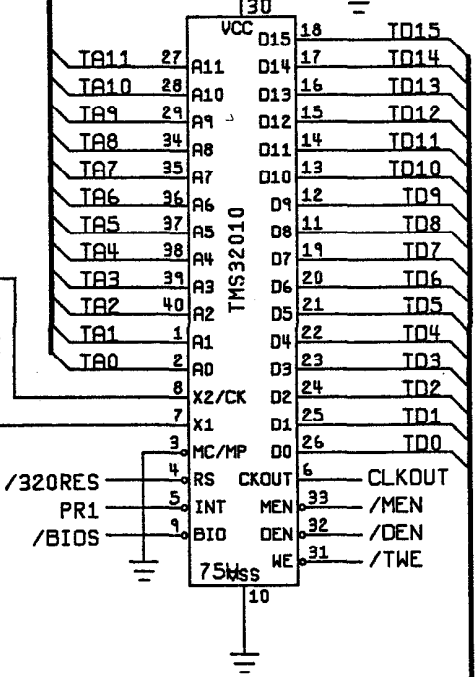 30
VCC
D15 18 TD15
TA11 27 A11 D14 17 TD14
TA10 28 A10 D13 16 TD13
TA9 29 A9 D12 15 TD12
TA8 34 A8 D11 14 TD11
TA7 35 A7 D10 13 TD10
TA6 36 A6 D9 12 TD9
TA5 37 A5 D8 11 TD8
TA4 38 A4 D7 19 TD7
TA3 39 A3 D6 20 TD6
TA2 40 A2 D5 21 TD5
TA1 1 A1 D4 22 TD4
TA0 2 A0 D3 23 TD3
TMS32010
8 X2/CK D2 24 TD2
7 X1 D1 25 TD1
3 MC/MP D0 26 TD0
/320RES 4 RS CKOUT 6 CLKOUT
PR1 5 INT MEN 33 /MEN
/BIOS 9 BIO DEN 32 /DEN
WE 31 /TWE
75W VSS
10